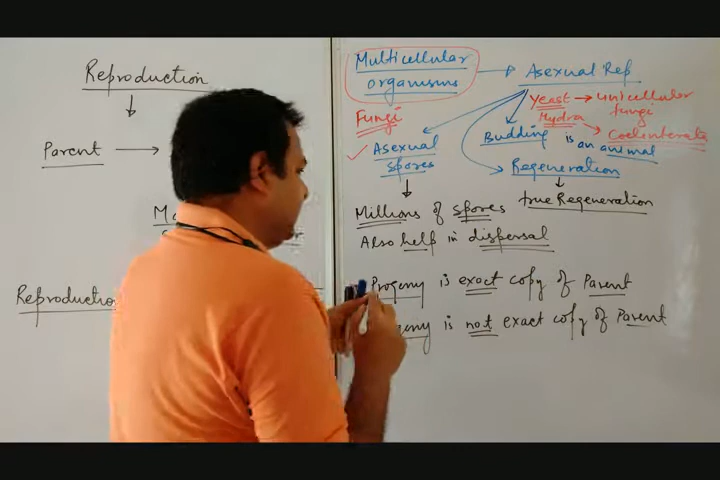 Reproduction
Parent
Reproductio
Multicellular
organisms
Asexual Rep
Fungi
Yeast → unicellular
fungi
Hydra
Coelenterate
Budding is an animal
Asexual
spores
Regeneration
true Regeneration
Millions of spores
Also help in dispersal
Progeny is exact copy of Parent
geny is not exact copy of Parent